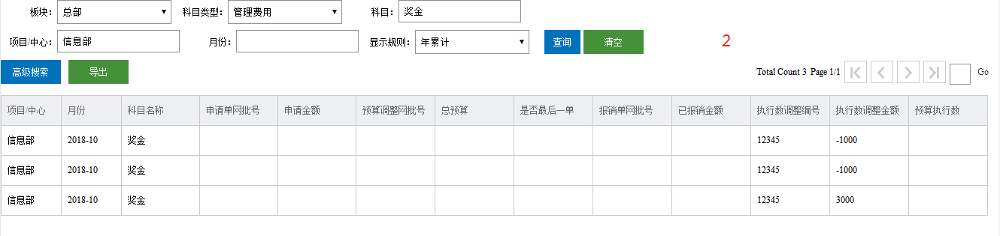 板块: 总部 科目类型: 管理费用 科目: 奖金
项目/中心: 信息部 月份: 显示规则: 年累计 查询 清空 2
高级搜索 导出 Total Count 3 Page 1/1 Go
项目/中心 月份 科目名称 申请单网批号 申请金额 预算调整网批号 总预算 是否最后一单 报销单网批号 已报销金额 执行数调整编号 执行数调整金额 预算执行数
信息部 2018-10 奖金 12345 -1000
信息部 2018-10 奖金 12345 -1000
信息部 2018-10 奖金 12345 3000